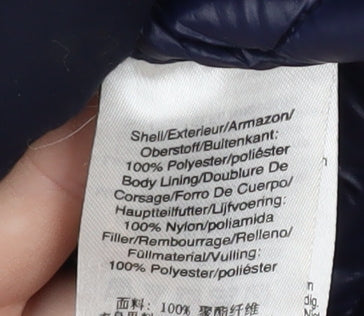 Shell/Exterieur/Armazon/
Oberstoff/Buitenkant:
100% Polyester/poliéster
Body Lining/Doublure De
Corsage/Forro De Cuerpo/
Hauptteilfutter/Lijfvoering:
100% Nylon/poliamida
Filler/Rembourrage/Relleno/
Füllmaterial/Vulling:
100% Polyester/poliéster
面料: 100% 聚酯纤维